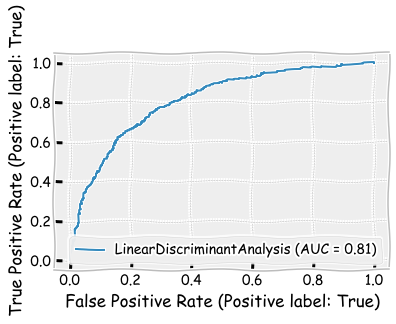 True Positive Rate (Positive label: True)
1.0
0.8
0.6
0.4
0.2
0.0
LinearDiscriminantAnalysis (AUC = 0.81)
0.0 0.2 0.4 0.6 0.8 1.0
False Positive Rate (Positive label: True)